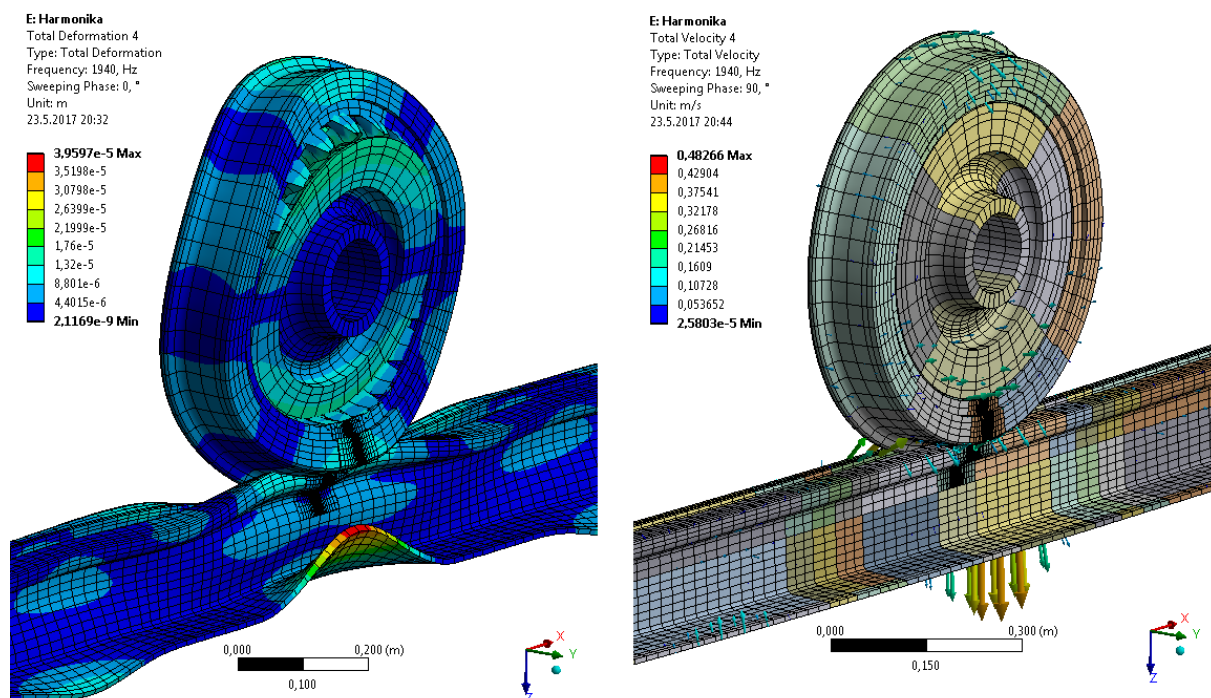 E: Harmonika
Total Deformation 4
Type: Total Deformation
Frequency: 1940, Hz
Sweeping Phase: 0, °
Unit: m
23.5.2017 20:32
3,9597e-5 Max
3,5198e-5
3,0798e-5
2,6399e-5
2,1999e-5
1,76e-5
1,32e-5
8,801e-6
4,4015e-6
2,1169e-9 Min
0,000
0,200 (m)
0,100
X
Y
Z
E: Harmonika
Total Velocity 4
Type: Total Velocity
Frequency: 1940, Hz
Sweeping Phase: 90, °
Unit: m/s
23.5.2017 20:44
0,48266 Max
0,42904
0,37541
0,32178
0,26816
0,21453
0,1609
0,10728
0,053652
2,5803e-5 Min
0,000
0,300 (m)
0,150
X
Y
Z